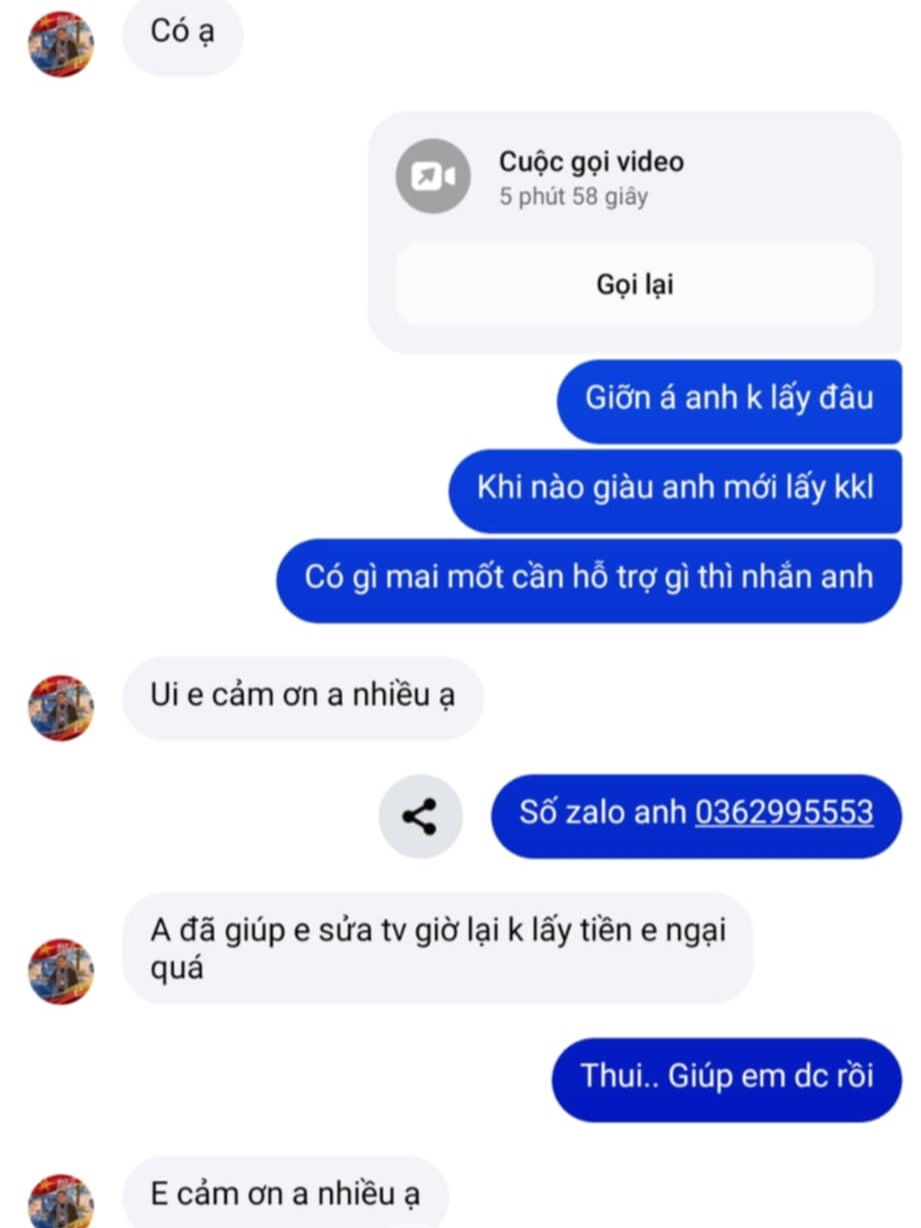 Có ạ
Cuộc gọi video
5 phút 58 giây
Gọi lại
Giỡn á anh k lấy đâu
Khi nào giàu anh mới lấy kkl
Có gì mai mốt cần hỗ trợ gì thì nhắn anh
Ui e cảm ơn a nhiều ạ
Số zalo anh 0362995553
A đã giúp e sửa tv giờ lại k lấy tiền e ngại
quá
Thui.. Giúp em dc rồi
E cảm ơn a nhiều ạ